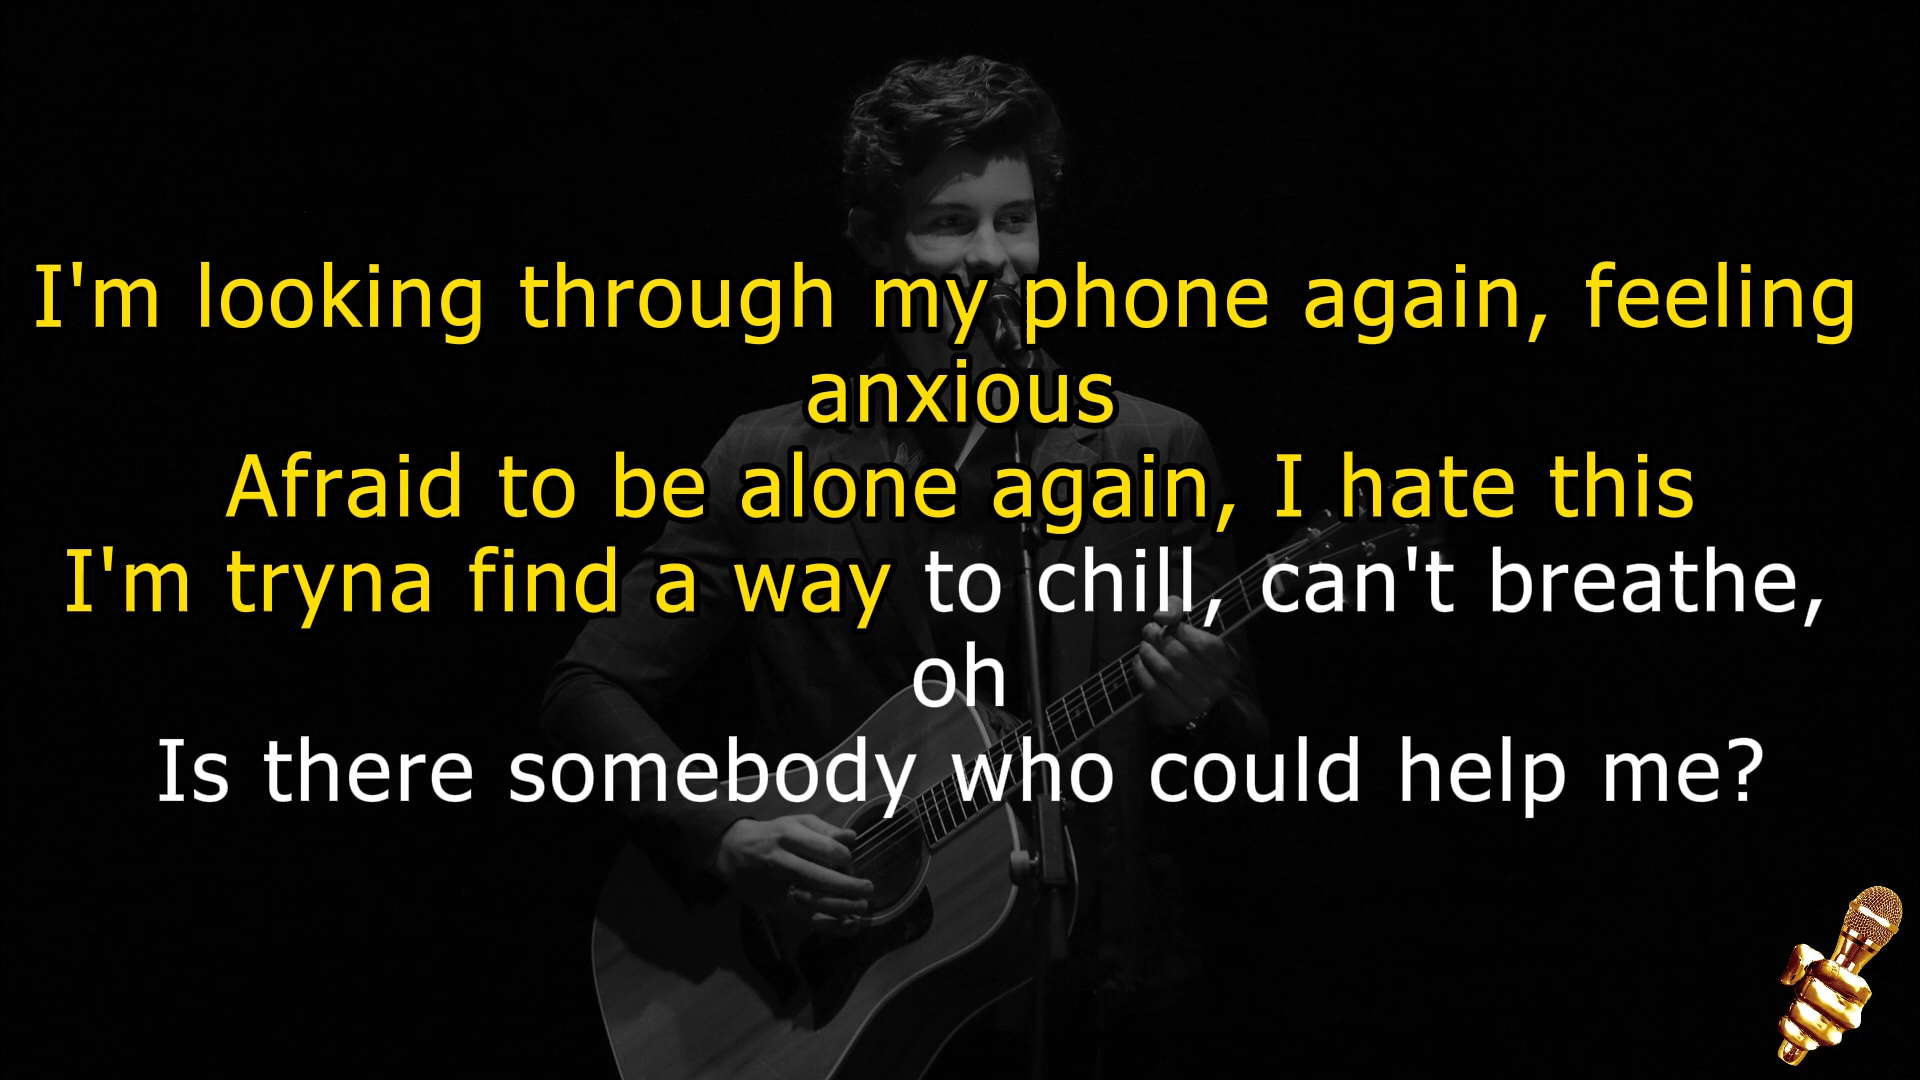 I'm looking through my phone again, feeling
anxious
Afraid to be alone again, I hate this
I'm tryna find a way to chill, can't breathe,
oh
Is there somebody who could help me?